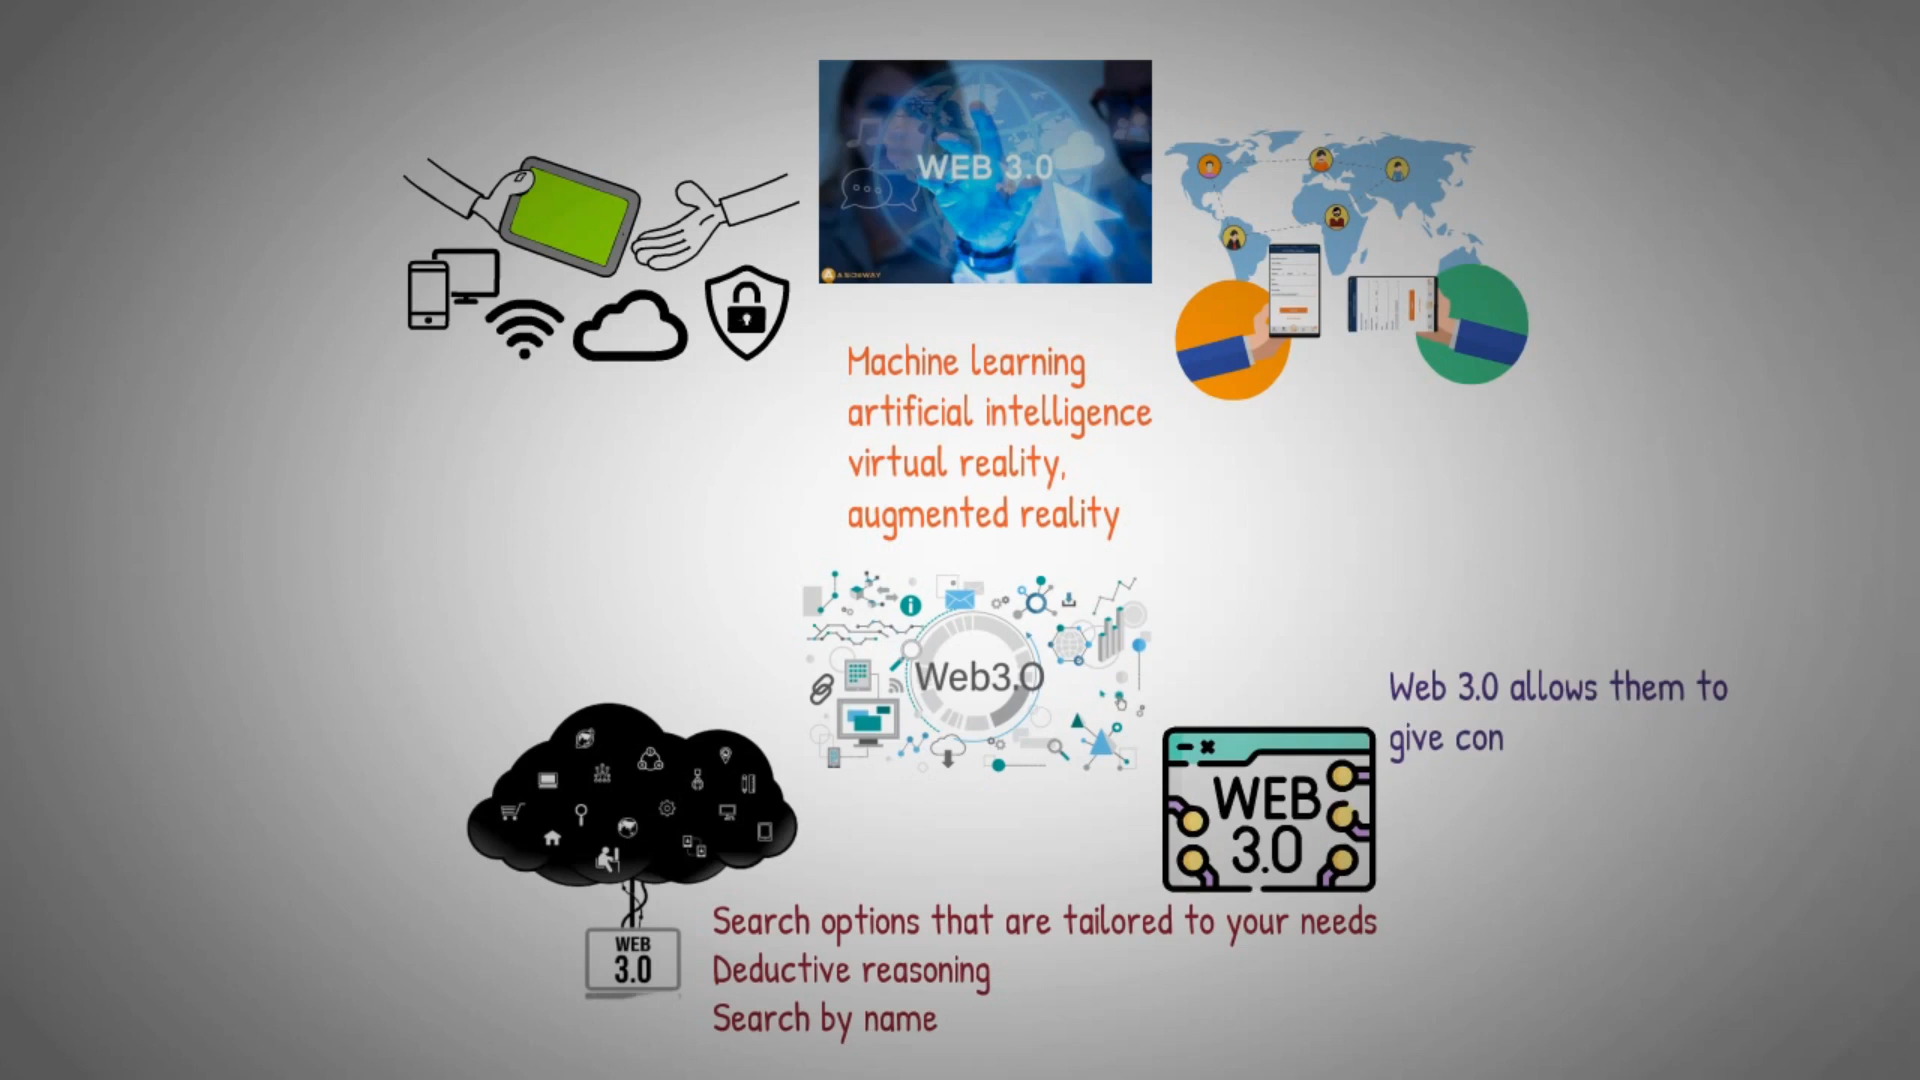 WEB 3.0
Machine learning
artificial intelligence
virtual reality,
augmented reality
Web3.0
Web 3.0 allows them to
give con
WEB
3.0
WEB
3.0
Search options that are tailored to your needs
Deductive reasoning
Search by name